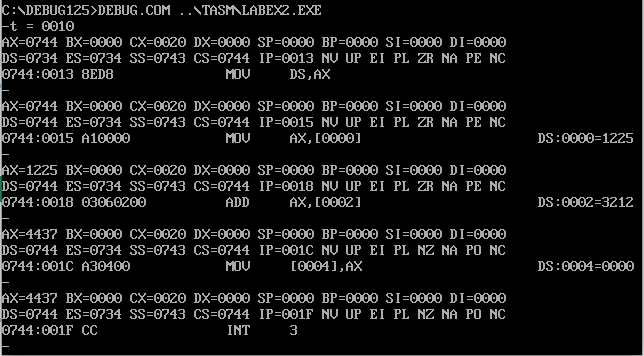 C:\DEBUG125>DEBUG.COM ..\TASM\LABEX2.EXE
-t = 0010
AX=0744 BX=0000 CX=0020 DX=0000 SP=0000 BP=0000 SI=0000 DI=0000
DS=0734 ES=0734 SS=0743 CS=0744 IP=0013 NV UP EI PL ZR NA PE NC
0744:0013 8ED8 MOV DS,AX
-
AX=0744 BX=0000 CX=0020 DX=0000 SP=0000 BP=0000 SI=0000 DI=0000
DS=0744 ES=0734 SS=0743 CS=0744 IP=0015 NV UP EI PL ZR NA PE NC
0744:0015 A10000 MOV AX,[0000] DS:0000=1225
-
AX=1225 BX=0000 CX=0020 DX=0000 SP=0000 BP=0000 SI=0000 DI=0000
DS=0744 ES=0734 SS=0743 CS=0744 IP=0018 NV UP EI PL ZR NA PE NC
0744:0018 03060200 ADD AX,[0002] DS:0002=3212
-
AX=4437 BX=0000 CX=0020 DX=0000 SP=0000 BP=0000 SI=0000 DI=0000
DS=0744 ES=0734 SS=0743 CS=0744 IP=001C NV UP EI PL NZ NA PO NC
0744:001C A30400 MOV [0004],AX DS:0004=0000
-
AX=4437 BX=0000 CX=0020 DX=0000 SP=0000 BP=0000 SI=0000 DI=0000
DS=0744 ES=0734 SS=0743 CS=0744 IP=001F NV UP EI PL NZ NA PO NC
0744:001F CC INT 3
-